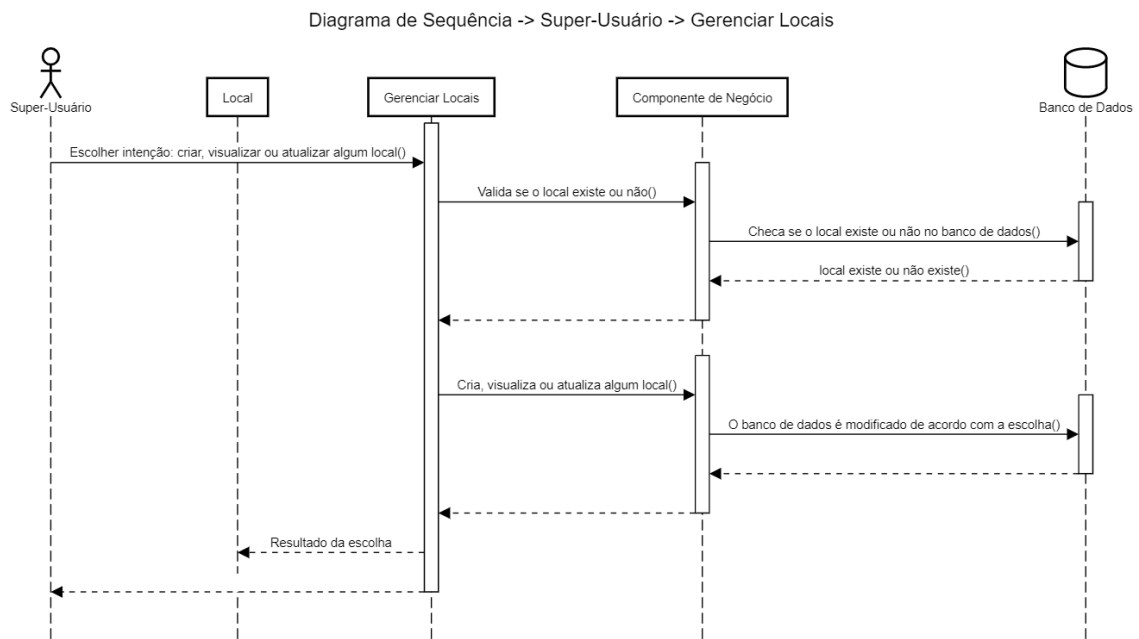 Diagrama de Sequência -> Super-Usuário -> Gerenciar Locais
Super-Usuário
Local
Gerenciar Locais
Componente de Negócio
Banco de Dados
Escolher intenção: criar, visualizar ou atualizar algum local()
Valida se o local existe ou não()
Checa se o local existe ou não no banco de dados()
local existe ou não existe()
Cria, visualiza ou atualiza algum local()
O banco de dados é modificado de acordo com a escolha()
Resultado da escolha